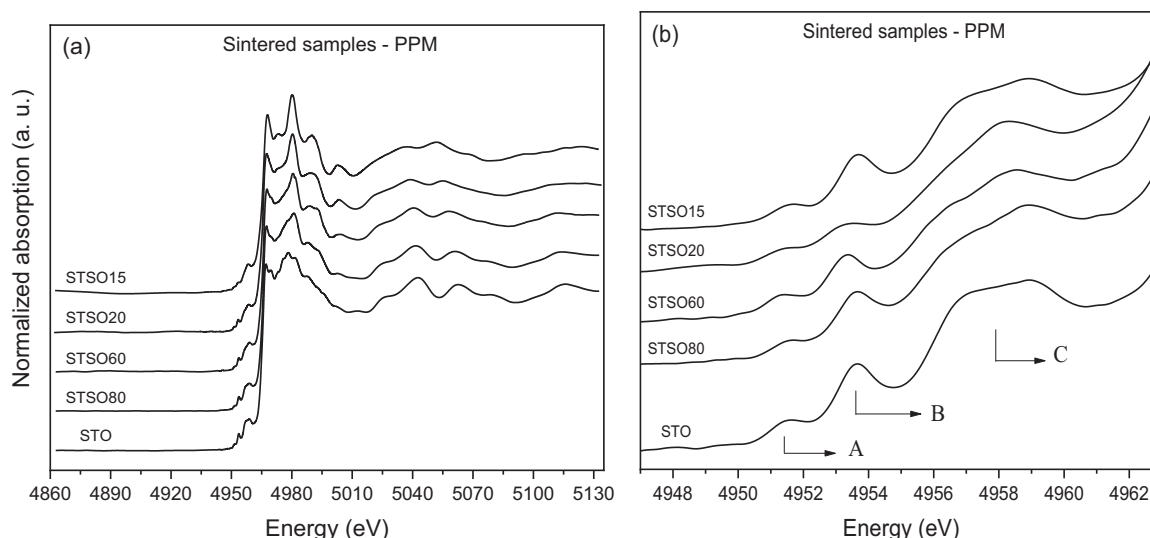 (a)
Sintered samples - PPM
Normalized absorption (a. u.)
STSO15
STSO20
STSO60
STSO80
STO
4860 4890 4920 4950 4980 5010 5040 5070 5100 5130
Energy (eV)
(b)
Sintered samples - PPM
STSO15
STSO20
STSO60
STSO80
STO
C
B
A
4948 4950 4952 4954 4956 4958 4960 4962
Energy (eV)